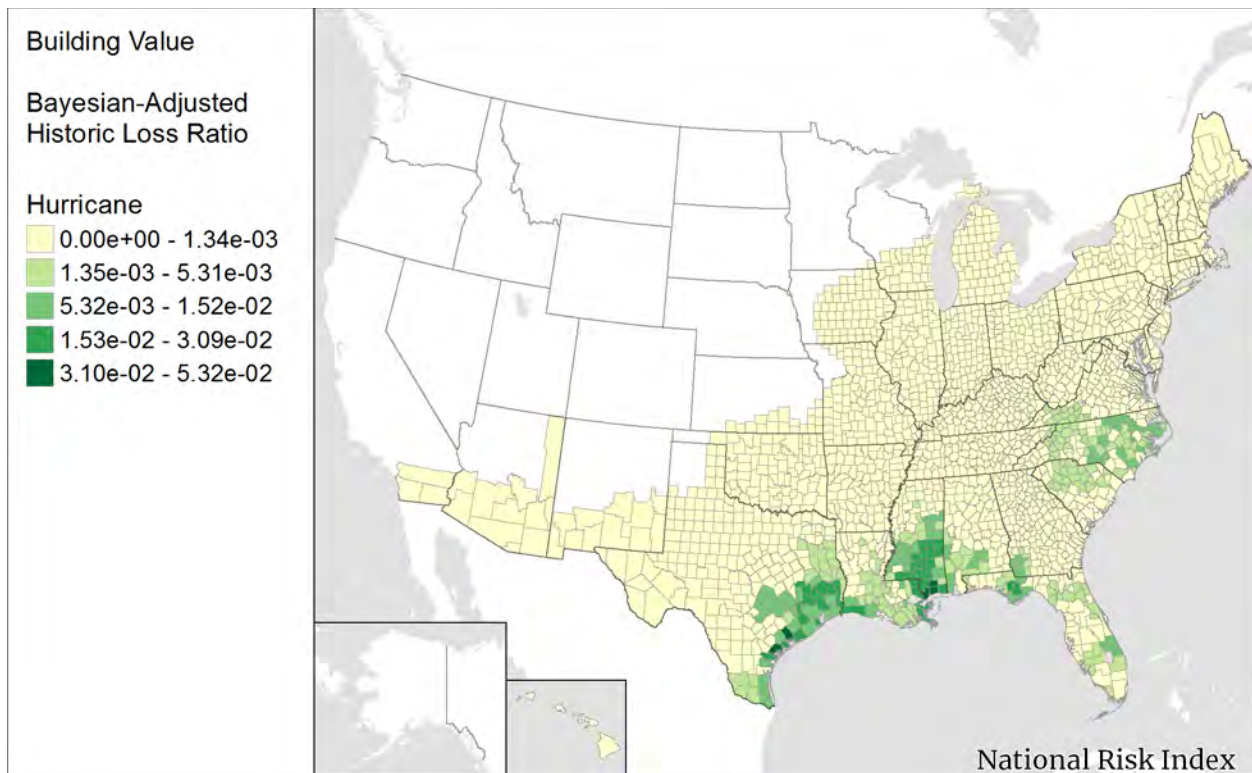 Building Value
Bayesian-Adjusted
Historic Loss Ratio
Hurricane
0.00e+00 - 1.34e-03
1.35e-03 - 5.31e-03
5.32e-03 - 1.52e-02
1.53e-02 - 3.09e-02
3.10e-02 - 5.32e-02
National Risk Index